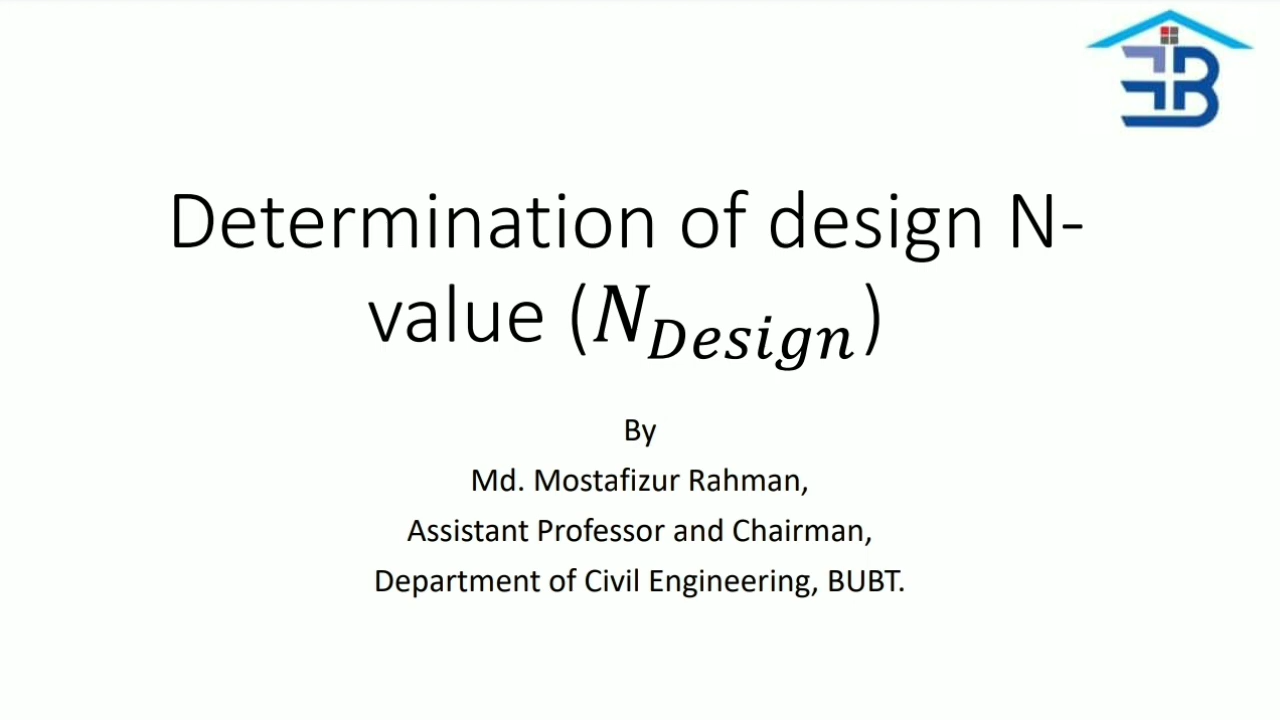 Determination of design N-
value (N_Design)
By
Md. Mostafizur Rahman,
Assistant Professor and Chairman,
Department of Civil Engineering, BUBT.